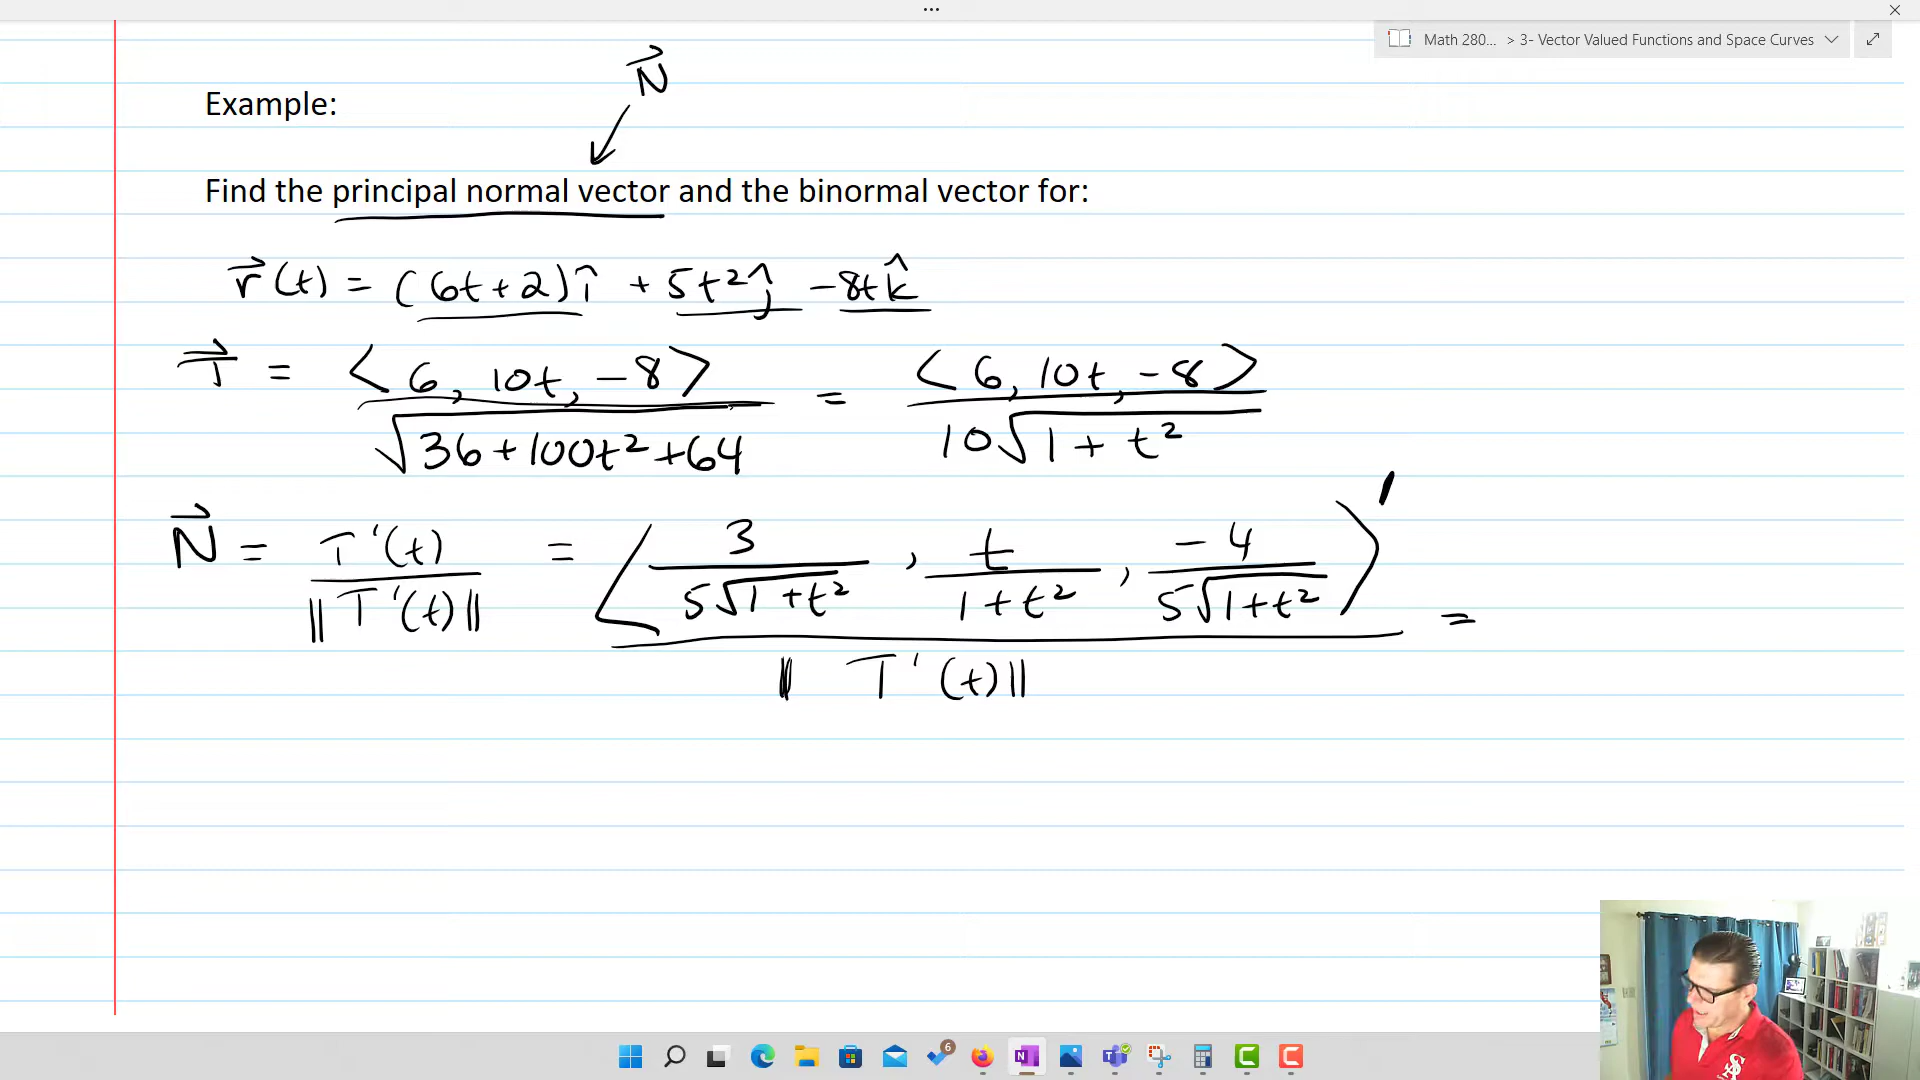 ...
Math 280... > 3- Vector Valued Functions and Space Curves
N⃗
Example:
Find the principal normal vector and the binormal vector for:
r⃗(t) = (6t+2)î + 5t²ĵ -8tk̂
T⃗ = <6, 10t, -8> / √(36+100t²+64) = <6, 10t, -8> / 10√(1+t²)
N⃗ = T'(t) / ||T'(t)|| = <3 / 5√(1+t²), t / 1+t², -4 / 5√(1+t²)>' / ||T'(t)|| =
6